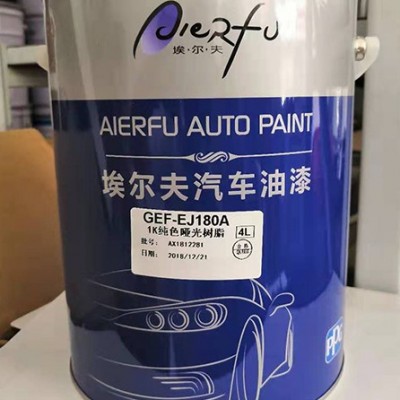 AIERFU
埃·尔·夫
AIERFU AUTO PAINT
埃尔夫汽车油漆
GEF-EJ180A
1K纯色哑光树脂 4L
批号: AX1812281
日期: 2018/12/21
PPG